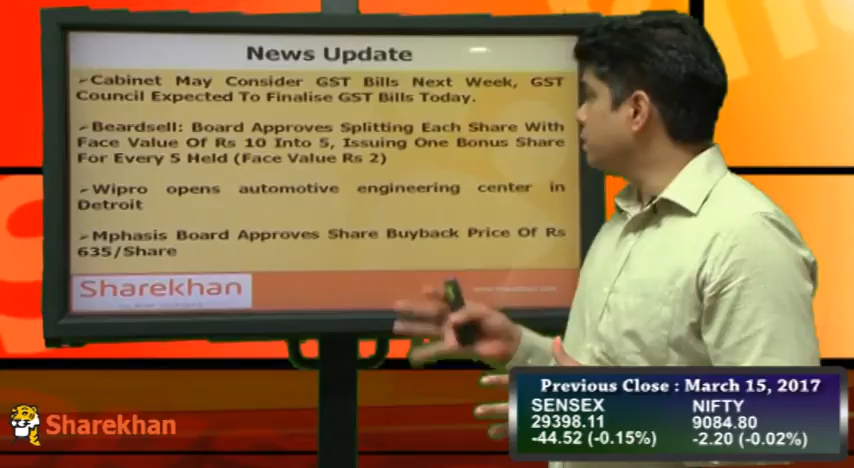 News Update
➢Cabinet May Consider GST Bills Next Week, GST
Council Expected To Finalise GST Bills Today.
➢Beardsell: Board Approves Splitting Each Share With
Face Value Of Rs 10 Into 5, Issuing One Bonus Share
For Every 5 Held (Face Value Rs 2)
➢Wipro opens automotive engineering center in
Detroit
➢Mphasis Board Approves Share Buyback Price Of Rs
635/Share
Sharekhan
Sharekhan
Previous Close : March 15, 2017
SENSEX NIFTY
29398.11 9084.80
-44.52 (-0.15%) -2.20 (-0.02%)